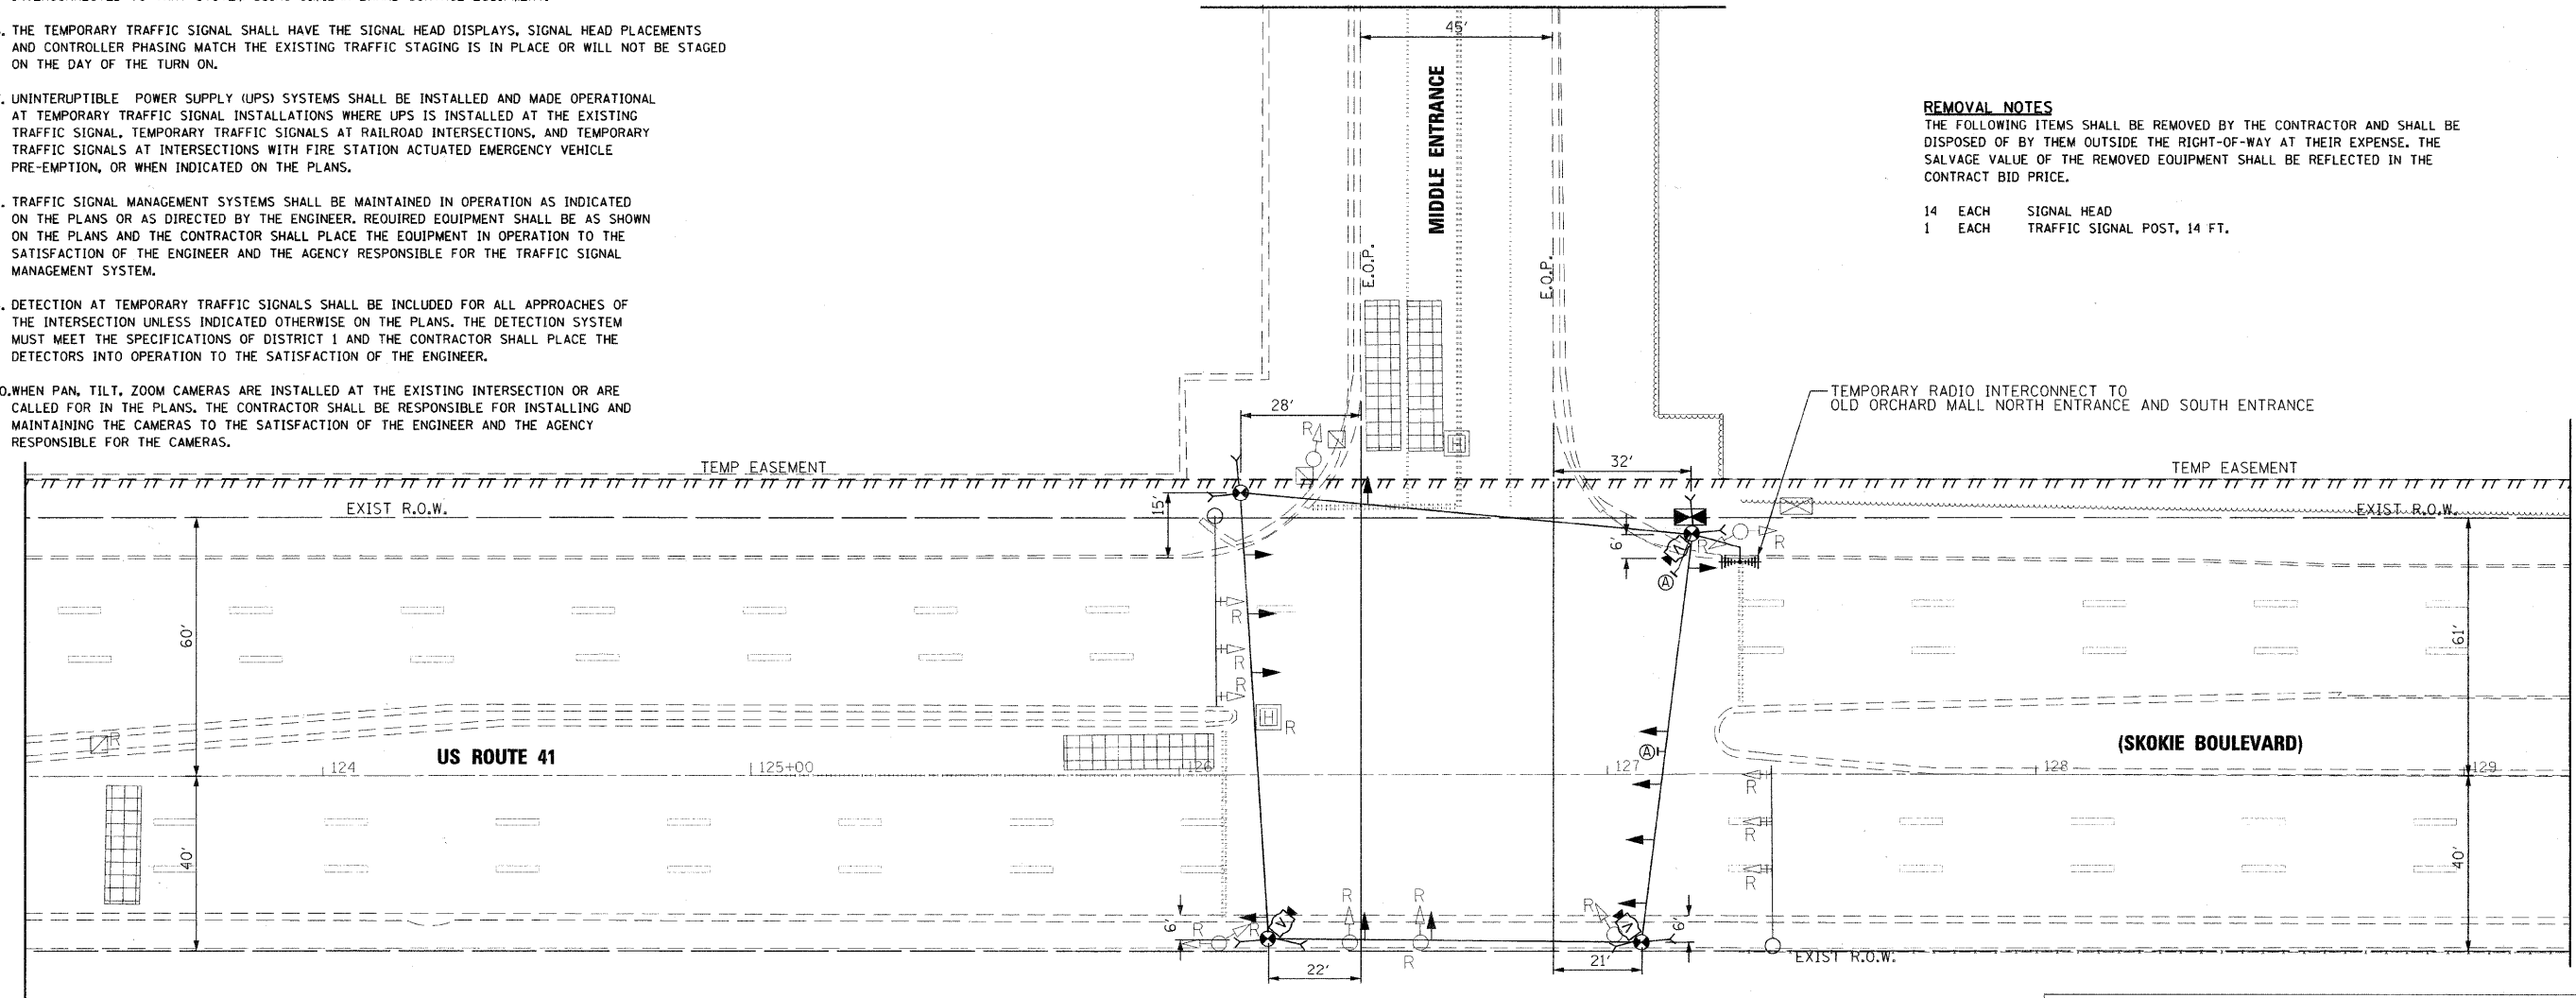 . THE TEMPORARY TRAFFIC SIGNAL SHALL HAVE THE SIGNAL HEAD DISPLAYS, SIGNAL HEAD PLACEMENTS
AND CONTROLLER PHASING MATCH THE EXISTING TRAFFIC STAGING IS IN PLACE OR WILL NOT BE STAGED
ON THE DAY OF THE TURN ON.
. UNINTERUPTIBLE POWER SUPPLY (UPS) SYSTEMS SHALL BE INSTALLED AND MADE OPERATIONAL
AT TEMPORARY TRAFFIC SIGNAL INSTALLATIONS WHERE UPS IS INSTALLED AT THE EXISTING
TRAFFIC SIGNAL, TEMPORARY TRAFFIC SIGNALS AT RAILROAD INTERSECTIONS, AND TEMPORARY
TRAFFIC SIGNALS AT INTERSECTIONS WITH FIRE STATION ACTUATED EMERGENCY VEHICLE
PRE-EMPTION, OR WHEN INDICATED ON THE PLANS.
. TRAFFIC SIGNAL MANAGEMENT SYSTEMS SHALL BE MAINTAINED IN OPERATION AS INDICATED
ON THE PLANS OR AS DIRECTED BY THE ENGINEER. REQUIRED EQUIPMENT SHALL BE AS SHOWN
ON THE PLANS AND THE CONTRACTOR SHALL PLACE THE EQUIPMENT IN OPERATION TO THE
SATISFACTION OF THE ENGINEER AND THE AGENCY RESPONSIBLE FOR THE TRAFFIC SIGNAL
MANAGEMENT SYSTEM.
. DETECTION AT TEMPORARY TRAFFIC SIGNALS SHALL BE INCLUDED FOR ALL APPROACHES OF
THE INTERSECTION UNLESS INDICATED OTHERWISE ON THE PLANS. THE DETECTION SYSTEM
MUST MEET THE SPECIFICATIONS OF DISTRICT 1 AND THE CONTRACTOR SHALL PLACE THE
DETECTORS INTO OPERATION TO THE SATISFACTION OF THE ENGINEER.
0.WHEN PAN, TILT, ZOOM CAMERAS ARE INSTALLED AT THE EXISTING INTERSECTION OR ARE
CALLED FOR IN THE PLANS. THE CONTRACTOR SHALL BE RESPONSIBLE FOR INSTALLING AND
MAINTAINING THE CAMERAS TO THE SATISFACTION OF THE ENGINEER AND THE AGENCY
RESPONSIBLE FOR THE CAMERAS.
REMOVAL NOTES
THE FOLLOWING ITEMS SHALL BE REMOVED BY THE CONTRACTOR AND SHALL BE
DISPOSED OF BY THEM OUTSIDE THE RIGHT-OF-WAY AT THEIR EXPENSE. THE
SALVAGE VALUE OF THE REMOVED EQUIPMENT SHALL BE REFLECTED IN THE
CONTRACT BID PRICE.
14 EACH SIGNAL HEAD
1 EACH TRAFFIC SIGNAL POST, 14 FT.
45'
MIDDLE ENTRANCE
E.O.P.
E.O.P.
TEMPORARY RADIO INTERCONNECT TO
OLD ORCHARD MALL NORTH ENTRANCE AND SOUTH ENTRANCE
28'
R
H
32'
TEMP EASEMENT
TEMP EASEMENT
15'
EXIST R.O.W.
EXIST R.O.W.
6'
R
R
A
60'
R
R
R
61'
H
R
R
US ROUTE 41
(SKOKIE BOULEVARD)
A
124
125+00
126
127
128
129
R
R
R
40'
40'
R
R
R
6'
R
R
V
V
6'
R
EXIST R.O.W.
22'
21'